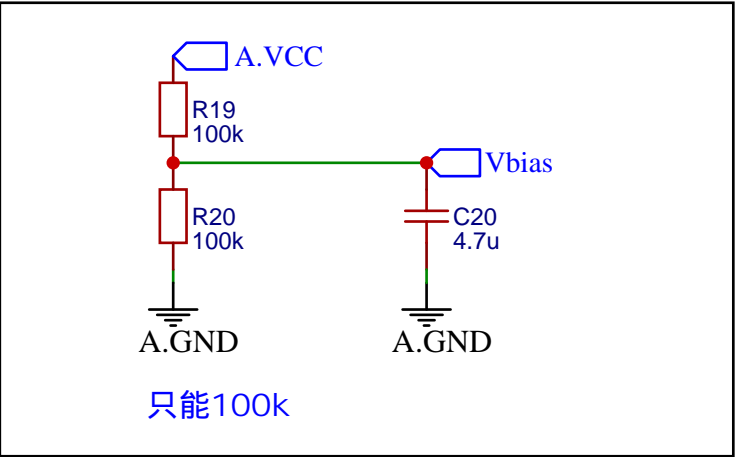 A.VCC
R19
100k
Vbias
R20
100k
C20
4.7u
A.GND
A.GND
只能100k